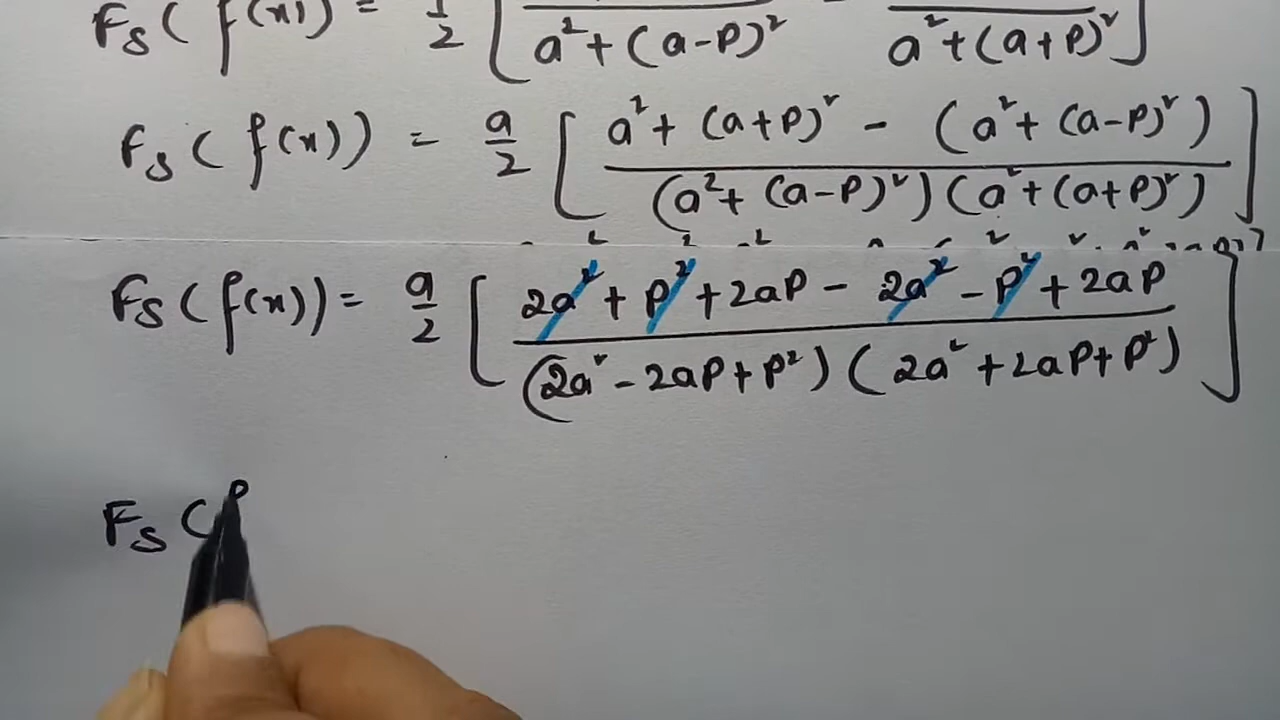 Fs(f(x)) = 1/2 [ / a²+(a-p)² - / a²+(a+p)² ]
Fs(f(x)) = a/2 [ a²+(a+p)² - (a²+(a-p)²) / (a²+(a-p)²)(a²+(a+p)²) ]
Fs(f(x)) = a/2 [ 2a²+p²+2ap-2a²-p²+2ap / (2a²-2ap+p²)(2a²+2ap+p²) ]
Fs(f